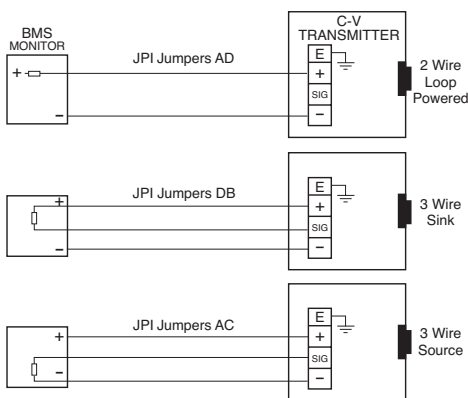 BMS
MONITOR
C-V
TRANSMITTER
JPI Jumpers AD
+
−
E
+
SIG
−
2 Wire
Loop
Powered
JPI Jumpers DB
+
−
E
+
SIG
−
3 Wire
Sink
JPI Jumpers AC
+
−
E
+
SIG
−
3 Wire
Source